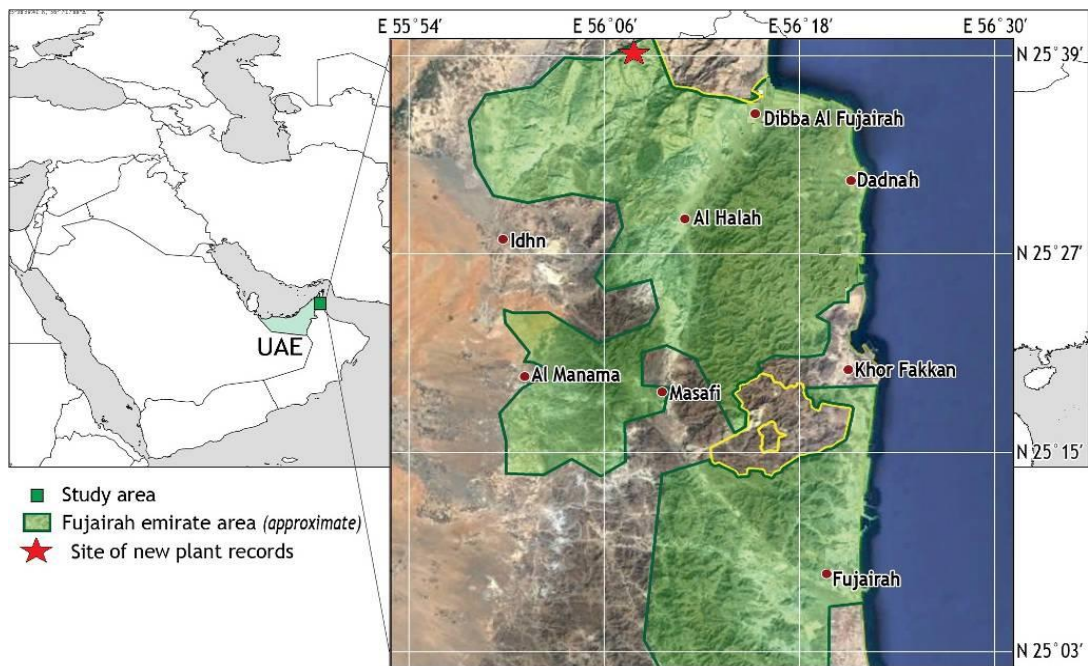 E 55°54' E 56°06' E 56°18' E 56°30'
N 25°39'
Dibba Al Fujairah
Dadnah
Al Halah
Idhn
N 25°27'
UAE
Khor Fakkan
Al Manama
Masafi
N 25°15'
Study area
Fujairah emirate area (approximate)
Site of new plant records
Fujairah
N 25°03'